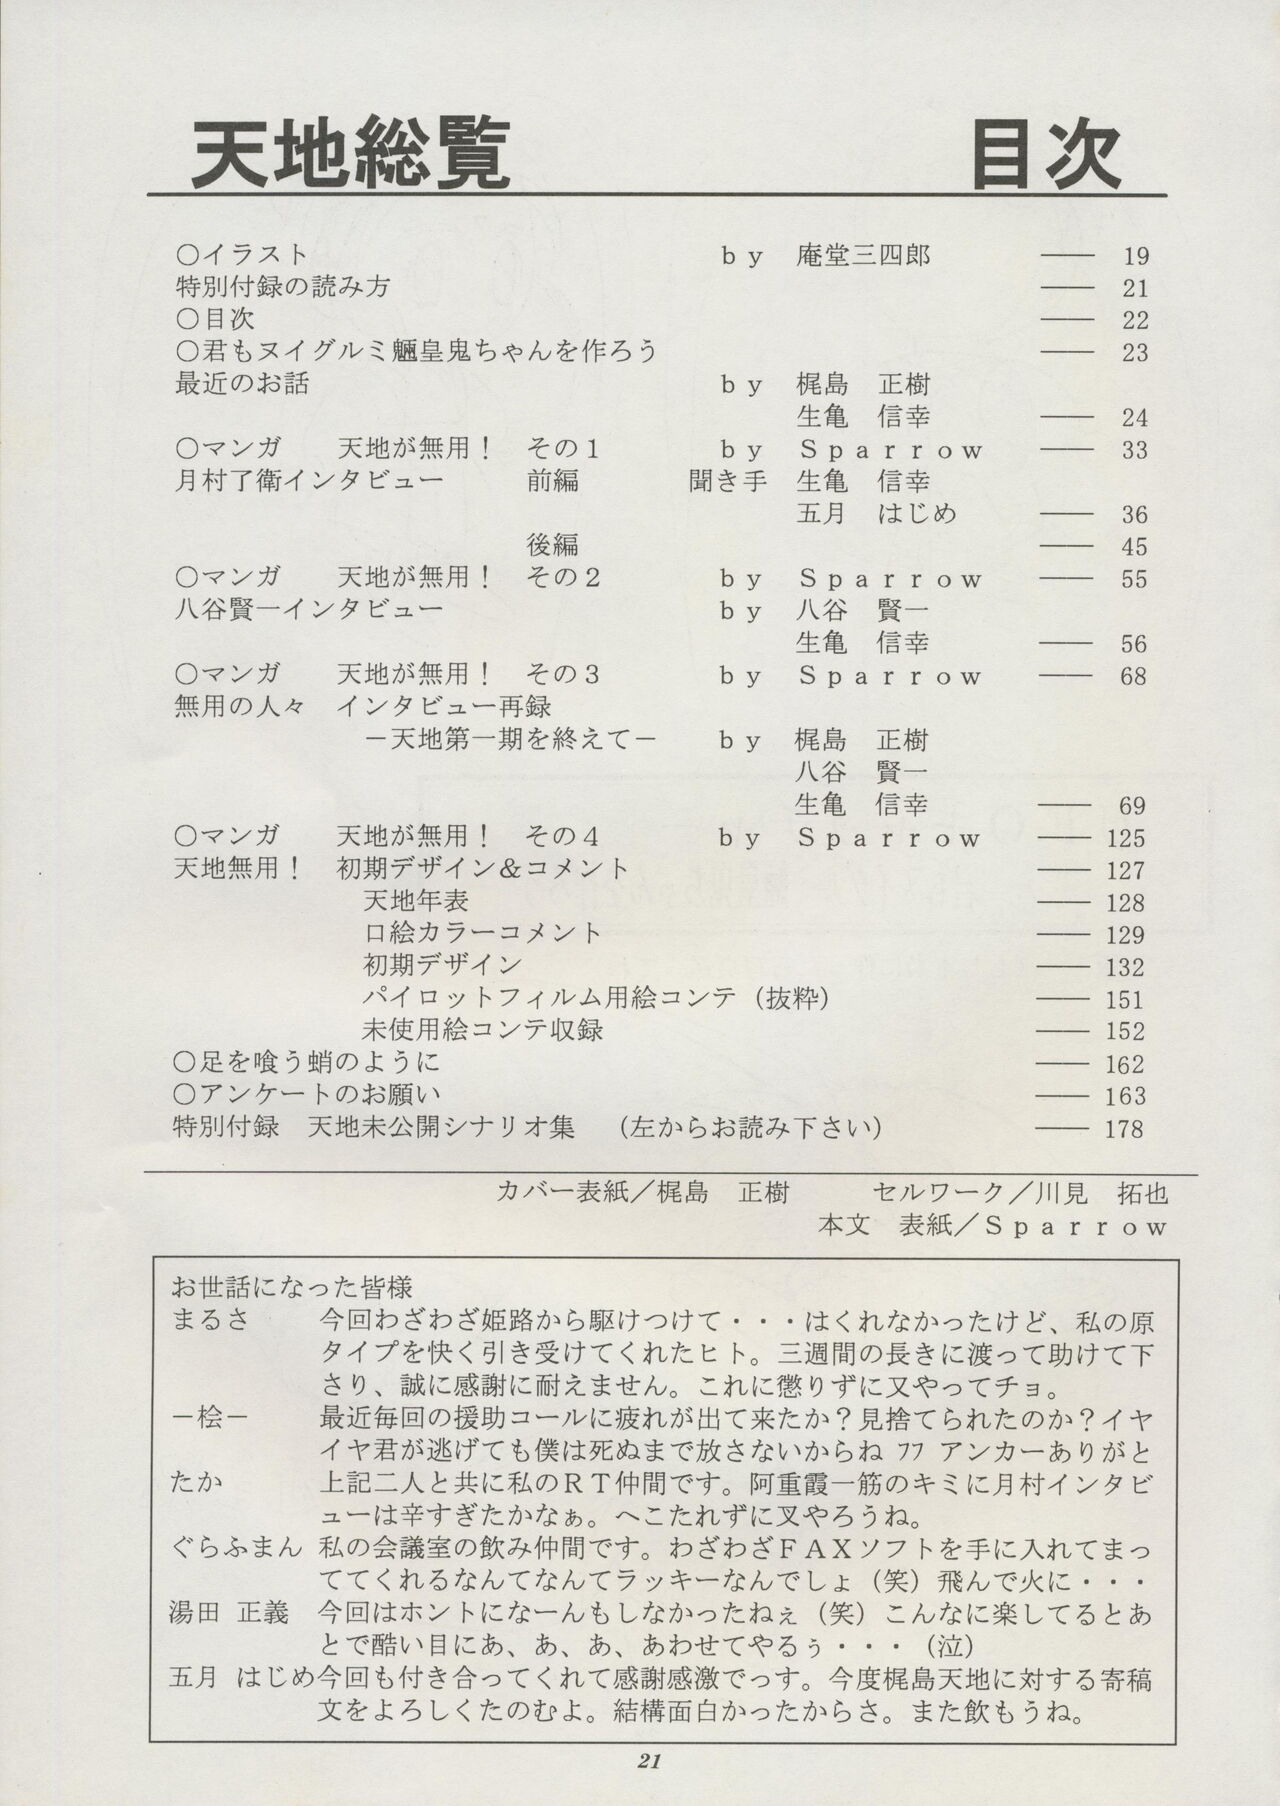 天地総覧　目次
○イラスト　ｂｙ　庵堂三四郎　── 19
特別付録の読み方　── 21
○目次　── 22
○君もヌイグルミ魎皇鬼ちゃんを作ろう　── 23
最近のお話　ｂｙ　梶島　正樹
生亀　信幸　── 24
○マンガ　天地が無用！　その１　ｂｙ　Ｓｐａｒｒｏｗ　── 33
月村了衛インタビュー　前編　聞き手　生亀　信幸
五月　はじめ　── 36
後編　── 45
○マンガ　天地が無用！　その２　ｂｙ　Ｓｐａｒｒｏｗ　── 55
八谷賢一インタビュー　ｂｙ　八谷　賢一
生亀　信幸　── 56
○マンガ　天地が無用！　その３　ｂｙ　Ｓｐａｒｒｏｗ　── 68
無用の人々　インタビュー再録
－天地第一期を終えて－　ｂｙ　梶島　正樹
八谷　賢一
生亀　信幸　── 69
○マンガ　天地が無用！　その４　ｂｙ　Ｓｐａｒｒｏｗ　── 125
天地無用！　初期デザイン＆コメント　── 127
天地年表　── 128
口絵カラーコメント　── 129
初期デザイン　── 132
パイロットフィルム用絵コンテ（抜粋）　── 151
未使用絵コンテ収録　── 152
○足を喰う蛸のように　── 162
○アンケートのお願い　── 163
特別付録　天地未公開シナリオ集　（左からお読み下さい）　── 178
カバー表紙／梶島　正樹　セルワーク／川見　拓也
本文　表紙／Ｓｐａｒｒｏｗ
お世話になった皆様
まるさ　今回わざわざ姫路から駆けつけて・・・はくれなかったけど、私の原
タイプを快く引き受けてくれたヒト。三週間の長きに渡って助けて下
さり、誠に感謝に耐えません。これに懲りずに又やってチョ。
－桧－　最近毎回の援助コールに疲れが出て来たか？見捨てられたのか？イヤ
イヤ君が逃げても僕は死ぬまで放さないからね ﾌﾌ アンカーありがと
たか　上記二人と共に私のＲＴ仲間です。阿重霞一筋のキミに月村インタビ
ューは辛すぎたかなぁ。へこたれずに叉やろうね。
ぐらふまん　私の会議室の飲み仲間です。わざわざＦＡＸソフトを手に入れてまっ
ててくれるなんてなんてラッキーなんでしょ（笑）飛んで火に・・・
湯田 正義　今回はホントになーんもしなかったねぇ（笑）こんなに楽してるとあ
とで酷い目にあ、あ、あ、あわせてやるぅ・・・（泣）
五月 はじめ今回も付き合ってくれて感謝感激でっす。今度梶島天地に対する寄稿
文をよろしくたのむよ。結構面白かったからさ。また飲もうね。
21